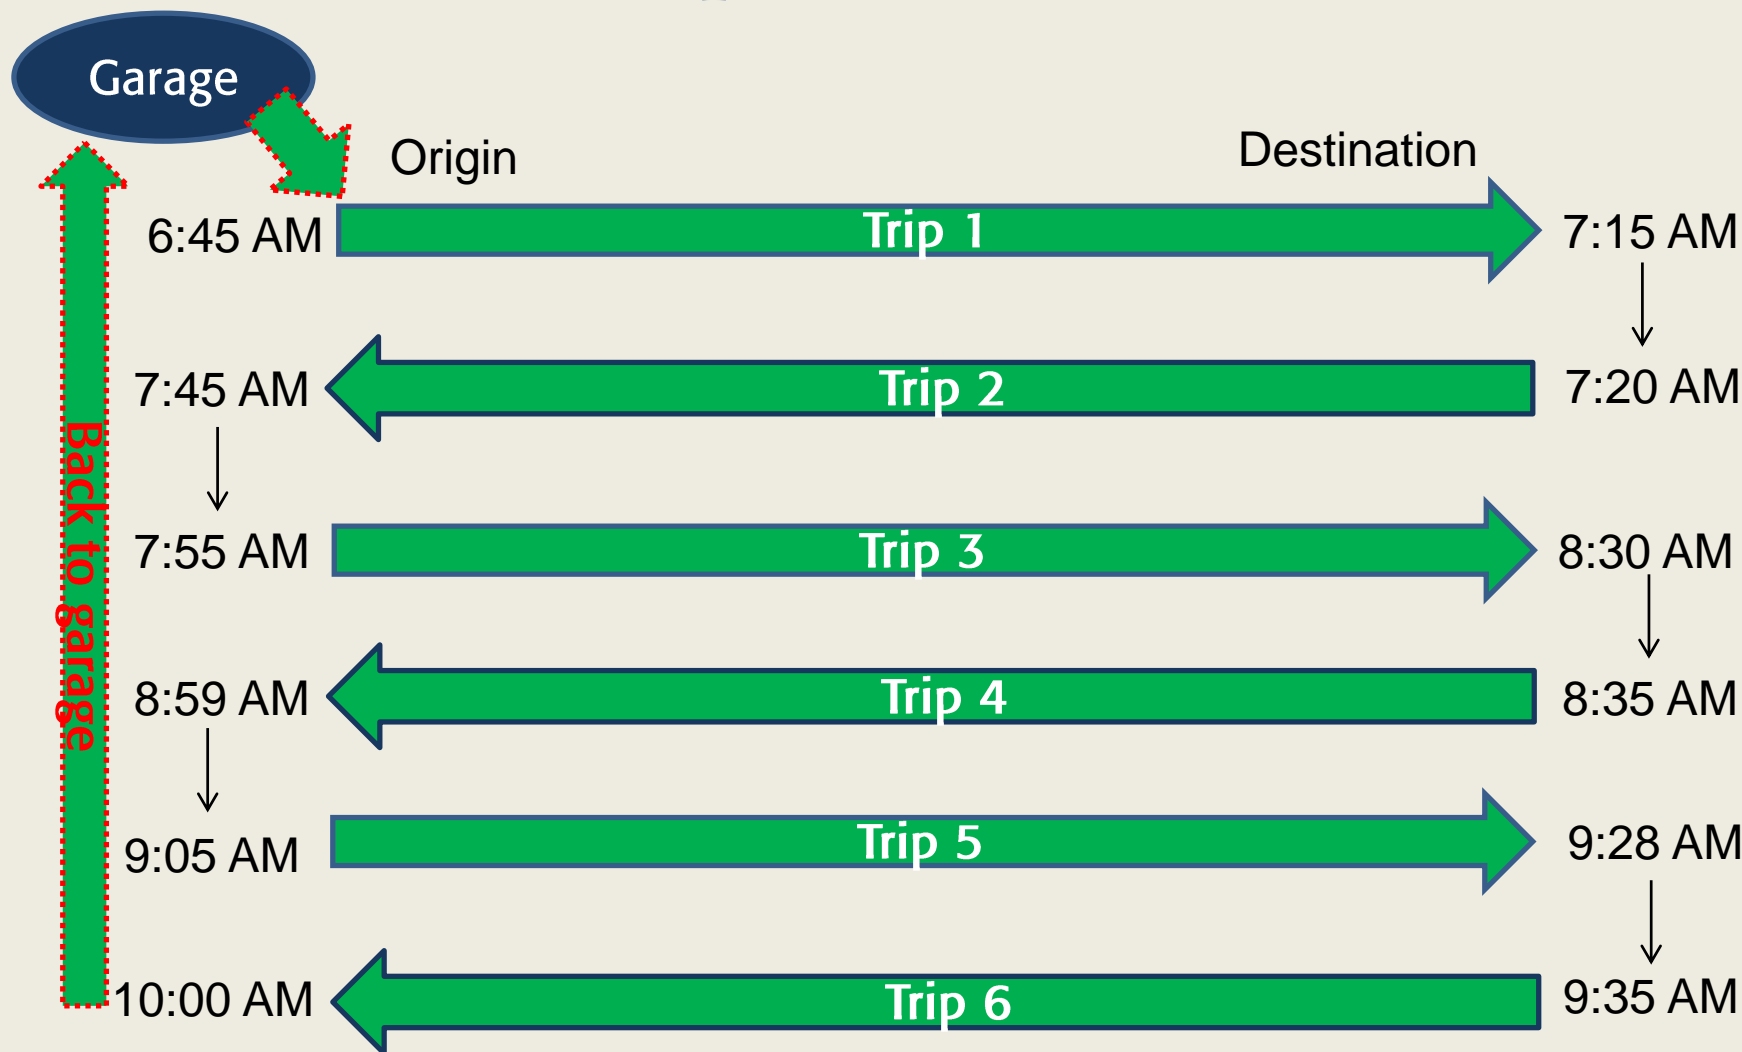 Garage
Origin
Destination
6:45 AM
Trip 1
7:15 AM
7:45 AM
Trip 2
7:20 AM
7:55 AM
Trip 3
8:30 AM
8:59 AM
Trip 4
8:35 AM
9:05 AM
Trip 5
9:28 AM
10:00 AM
Trip 6
9:35 AM
Back to garage